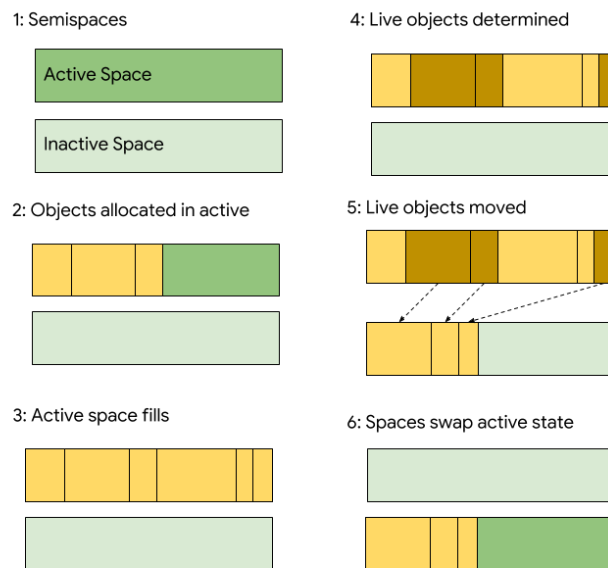 1: Semispaces
Active Space
Inactive Space
2: Objects allocated in active
3: Active space fills
4: Live objects determined
5: Live objects moved
6: Spaces swap active state